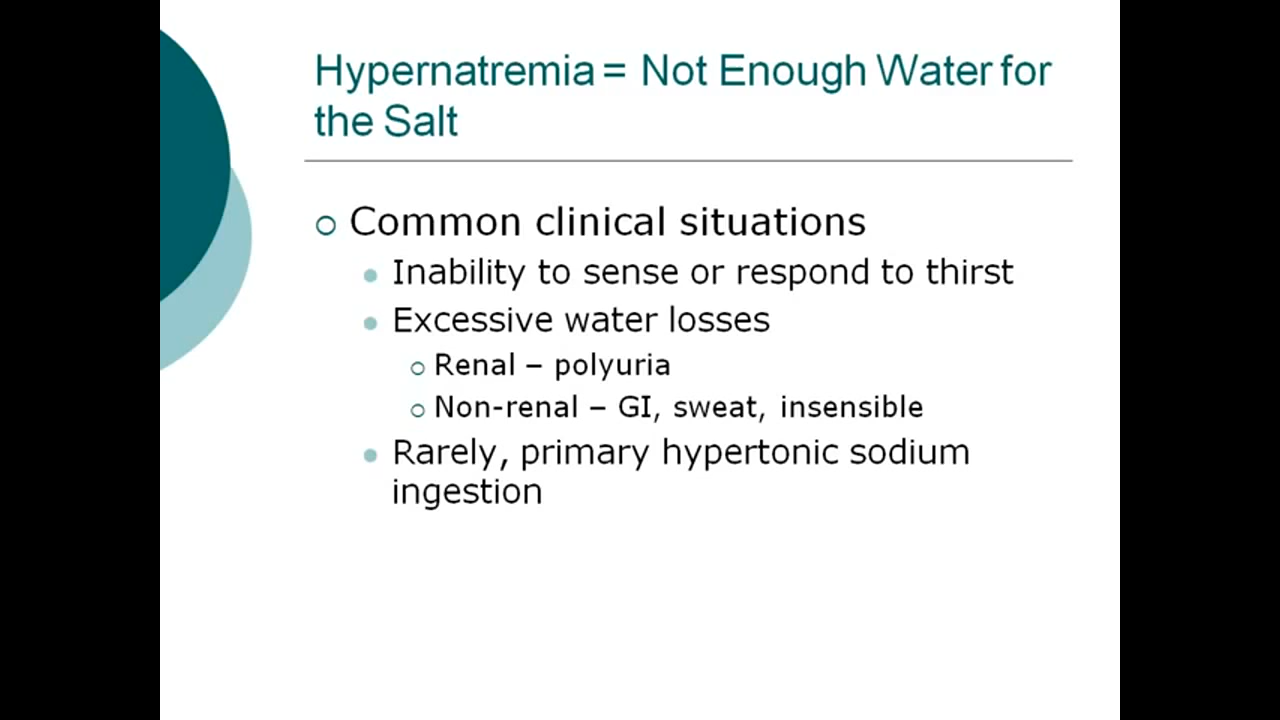 Hypernatremia = Not Enough Water for
the Salt
Common clinical situations
Inability to sense or respond to thirst
Excessive water losses
Renal – polyuria
Non-renal – GI, sweat, insensible
Rarely, primary hypertonic sodium
ingestion